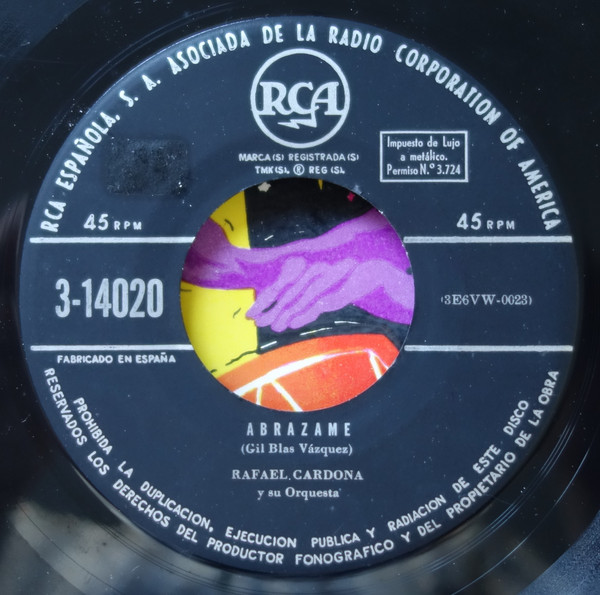 RCA ESPAÑOLA, S. A. ASOCIADA DE LA RADIO CORPORATION OF AMERICA
RCA
MARCA(S) REGISTRADA(S)
TMK(S). ® REG (S).
Impuesto de Lujo
a metálico.
Permiso N.º 3.724
45 RPM
45 RPM
3-14020
(3E6VW-0023)
FABRICADO EN ESPAÑA
ABRAZAME
(Gil Blas Vázquez)
RAFAEL CARDONA
y su Orquesta
PROHIBIDA LA DUPLICACION, EJECUCION PUBLICA Y RADIACION DE ESTE DISCO
RESERVADOS LOS DERECHOS DEL PRODUCTOR FONOGRAFICO Y DEL PROPIETARIO DE LA OBRA